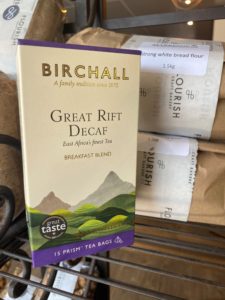 BIRCHALL
A family tradition since 1872
GREAT RIFT
DECAF
East Africa's finest Tea
BREAKFAST BLEND
great
taste
15 PRISM TEA BAGS
strong white bread flour
1.5kg
OURISH
OURISH